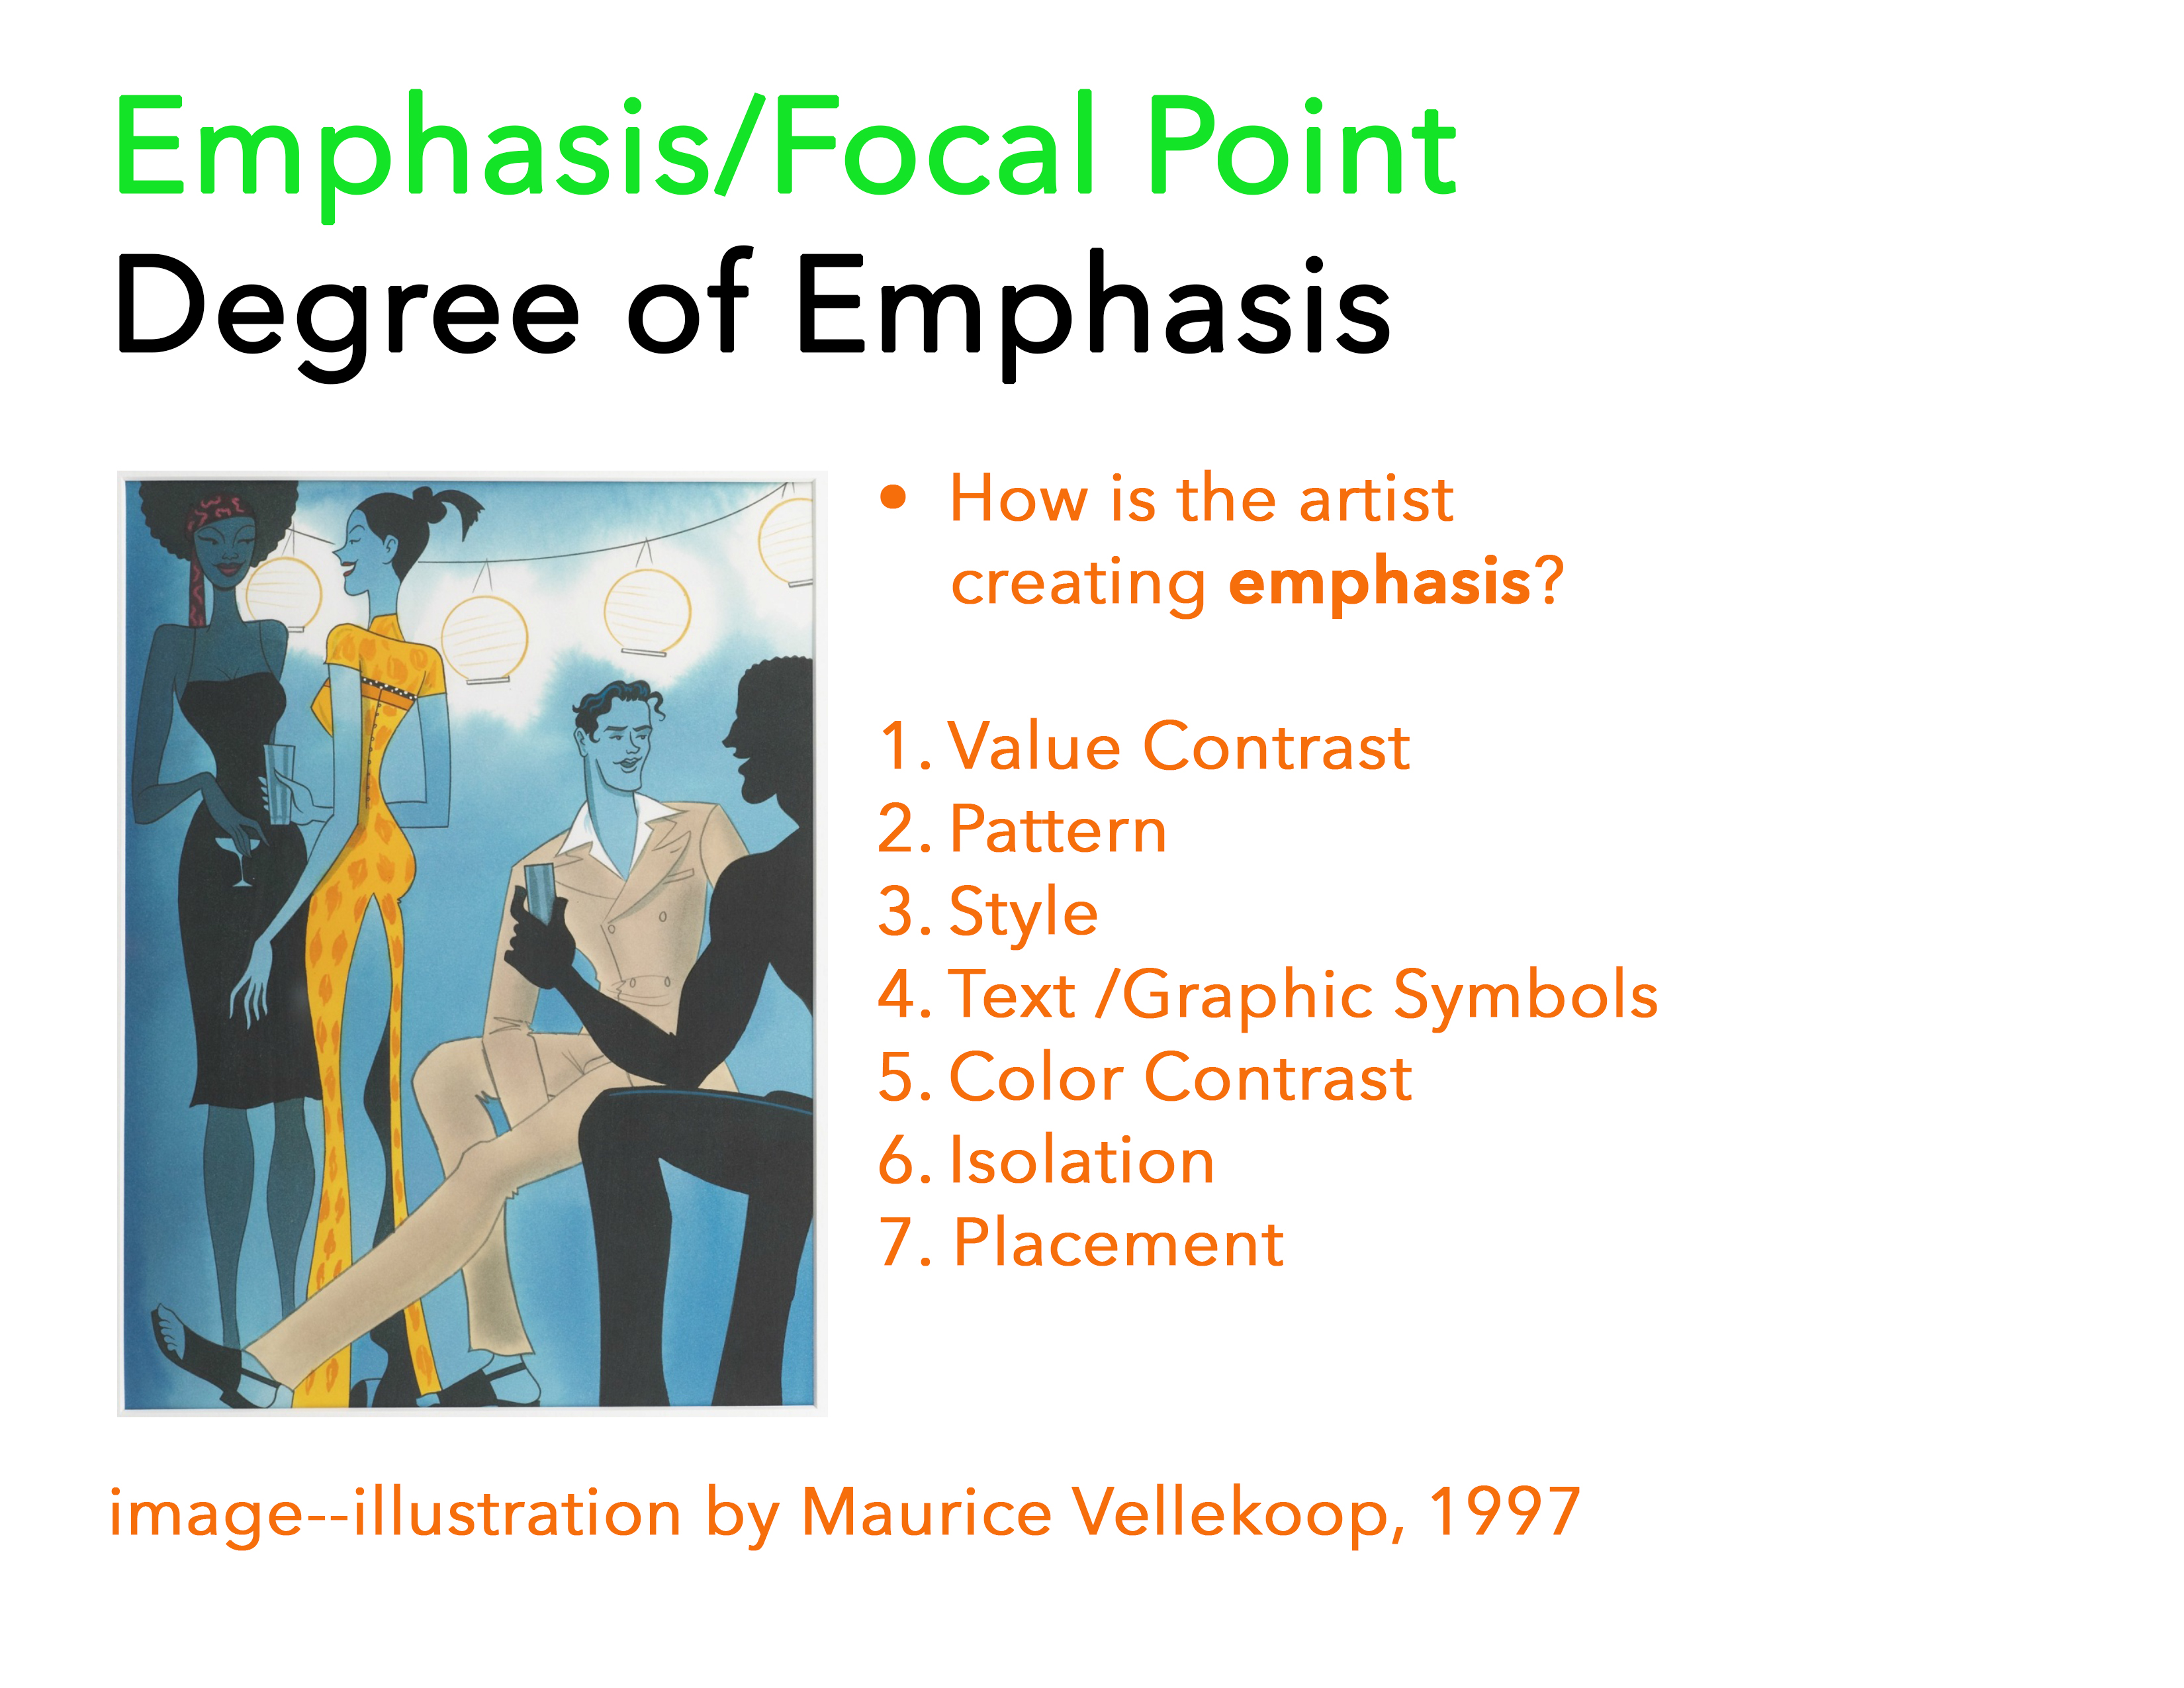 Emphasis/Focal Point
Degree of Emphasis
• How is the artist
creating emphasis?
1. Value Contrast
2. Pattern
3. Style
4. Text /Graphic Symbols
5. Color Contrast
6. Isolation
7. Placement
image--illustration by Maurice Vellekoop, 1997